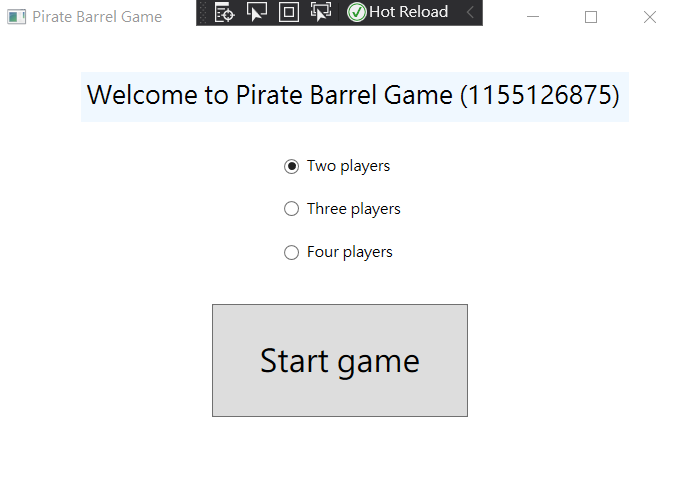 Pirate Barrel Game
Hot Reload
Welcome to Pirate Barrel Game (1155126875)
Two players
Three players
Four players
Start game